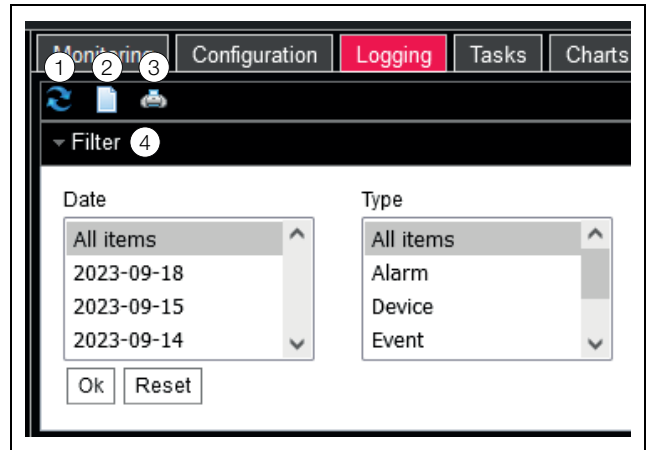 Monitoring Configuration Logging Tasks Charts
1 2 3
Filter 4
Date Type
All items All items
2023-09-18 Alarm
2023-09-15 Device
2023-09-14 Event
Ok Reset